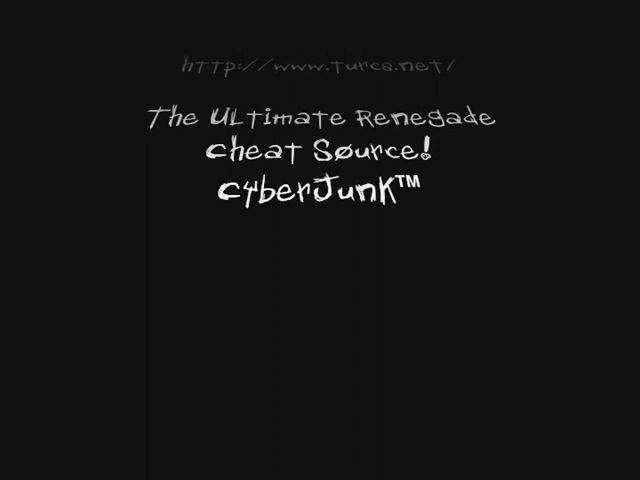 http://www.turcs.net/
The Ultimate Renegade
Cheat Søurce!
CyberJunk™